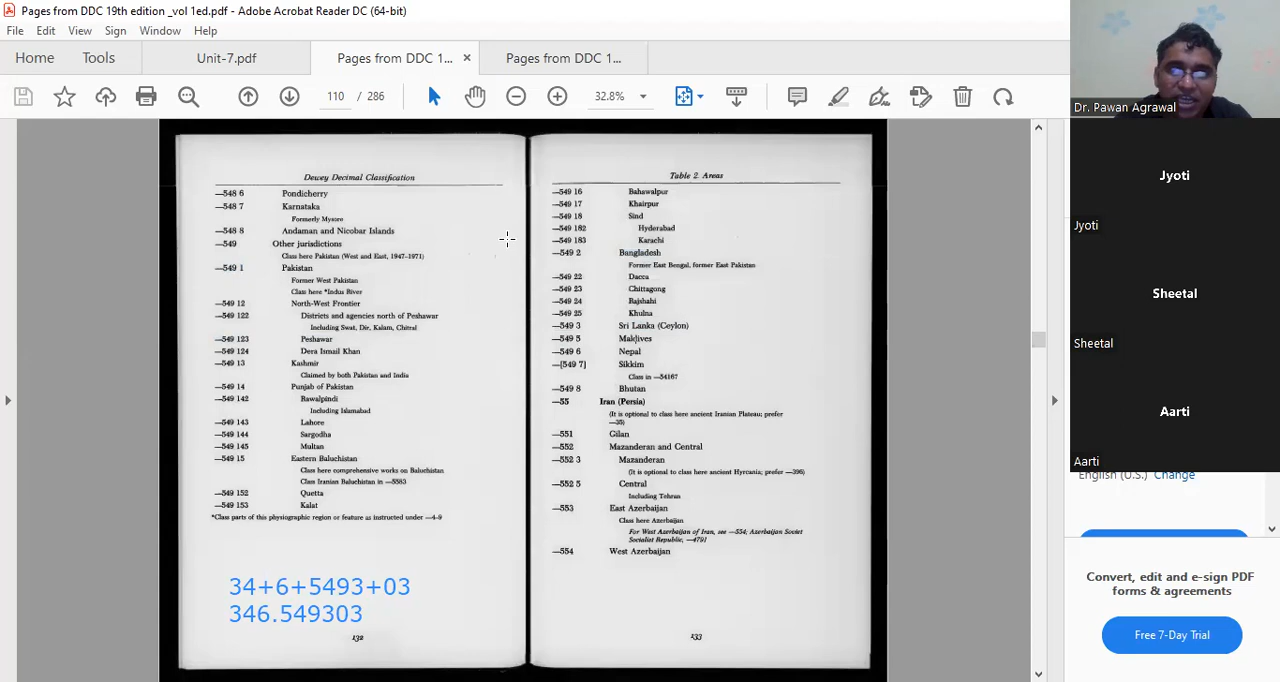 Pages from DDC 19th edition _vol 1ed.pdf - Adobe Acrobat Reader DC (64-bit)
File Edit View Sign Window Help
Home Tools Unit-7.pdf Pages from DDC 1... × Pages from DDC 1...
110 / 286 32.8%
Dewey Decimal Classification
—548 6 Pondicherry
—548 7 Karnataka
Formerly Mysore
—548 8 Andaman and Nicobar Islands
—549 Other jurisdictions
Class here Pakistan (West and East, 1947-1971)
—549 1 Pakistan
Former West Pakistan
Class here *Indus River
—549 12 North-West Frontier
—549 122 Districts and agencies north of Peshawar
Including Swat, Dir, Kalam, Chitral
—549 123 Peshawar
—549 124 Dera Ismail Khan
—549 13 Kashmir
Claimed by both Pakistan and India
—549 14 Punjab of Pakistan
—549 142 Rawalpindi
Including Islamabad
—549 143 Lahore
—549 144 Sargodha
—549 145 Multan
—549 15 Eastern Baluchistan
Class here comprehensive works on Baluchistan
Class Iranian Baluchistan in —5583
—549 152 Quetta
—549 153 Kalat
*Class parts of this physiographic region or feature as instructed under —4-9
34+6+5493+03
346.549303
132
Table 2. Areas
—549 16 Bahawalpur
—549 17 Khairpur
—549 18 Sind
—549 182 Hyderabad
—549 183 Karachi
—549 2 Bangladesh
Former East Bengal, former East Pakistan
—549 22 Dacca
—549 23 Chittagong
—549 24 Rajshahi
—549 25 Khulna
—549 3 Sri Lanka (Ceylon)
—549 5 Maldives
—549 6 Nepal
—[549 7] Sikkim
Class in —54167
—549 8 Bhutan
—55 Iran (Persia)
(It is optional to class here ancient Iranian Plateau; prefer
—35)
—551 Gilan
—552 Mazanderan and Central
—552 3 Mazanderan
(It is optional to class here ancient Hyrcania; prefer —396)
—552 5 Central
Including Tehran
—553 East Azerbaijan
Class here Azerbaijan
For West Azerbaijan of Iran, see —554; Azerbaijan Soviet
Socialist Republic, —4791
—554 West Azerbaijan
133
Dr. Pawan Agrawal
Jyoti
Jyoti
Sheetal
Sheetal
Aarti
Aarti
English (U.S.) Change
Convert, edit and e-sign PDF
forms & agreements
Free 7-Day Trial